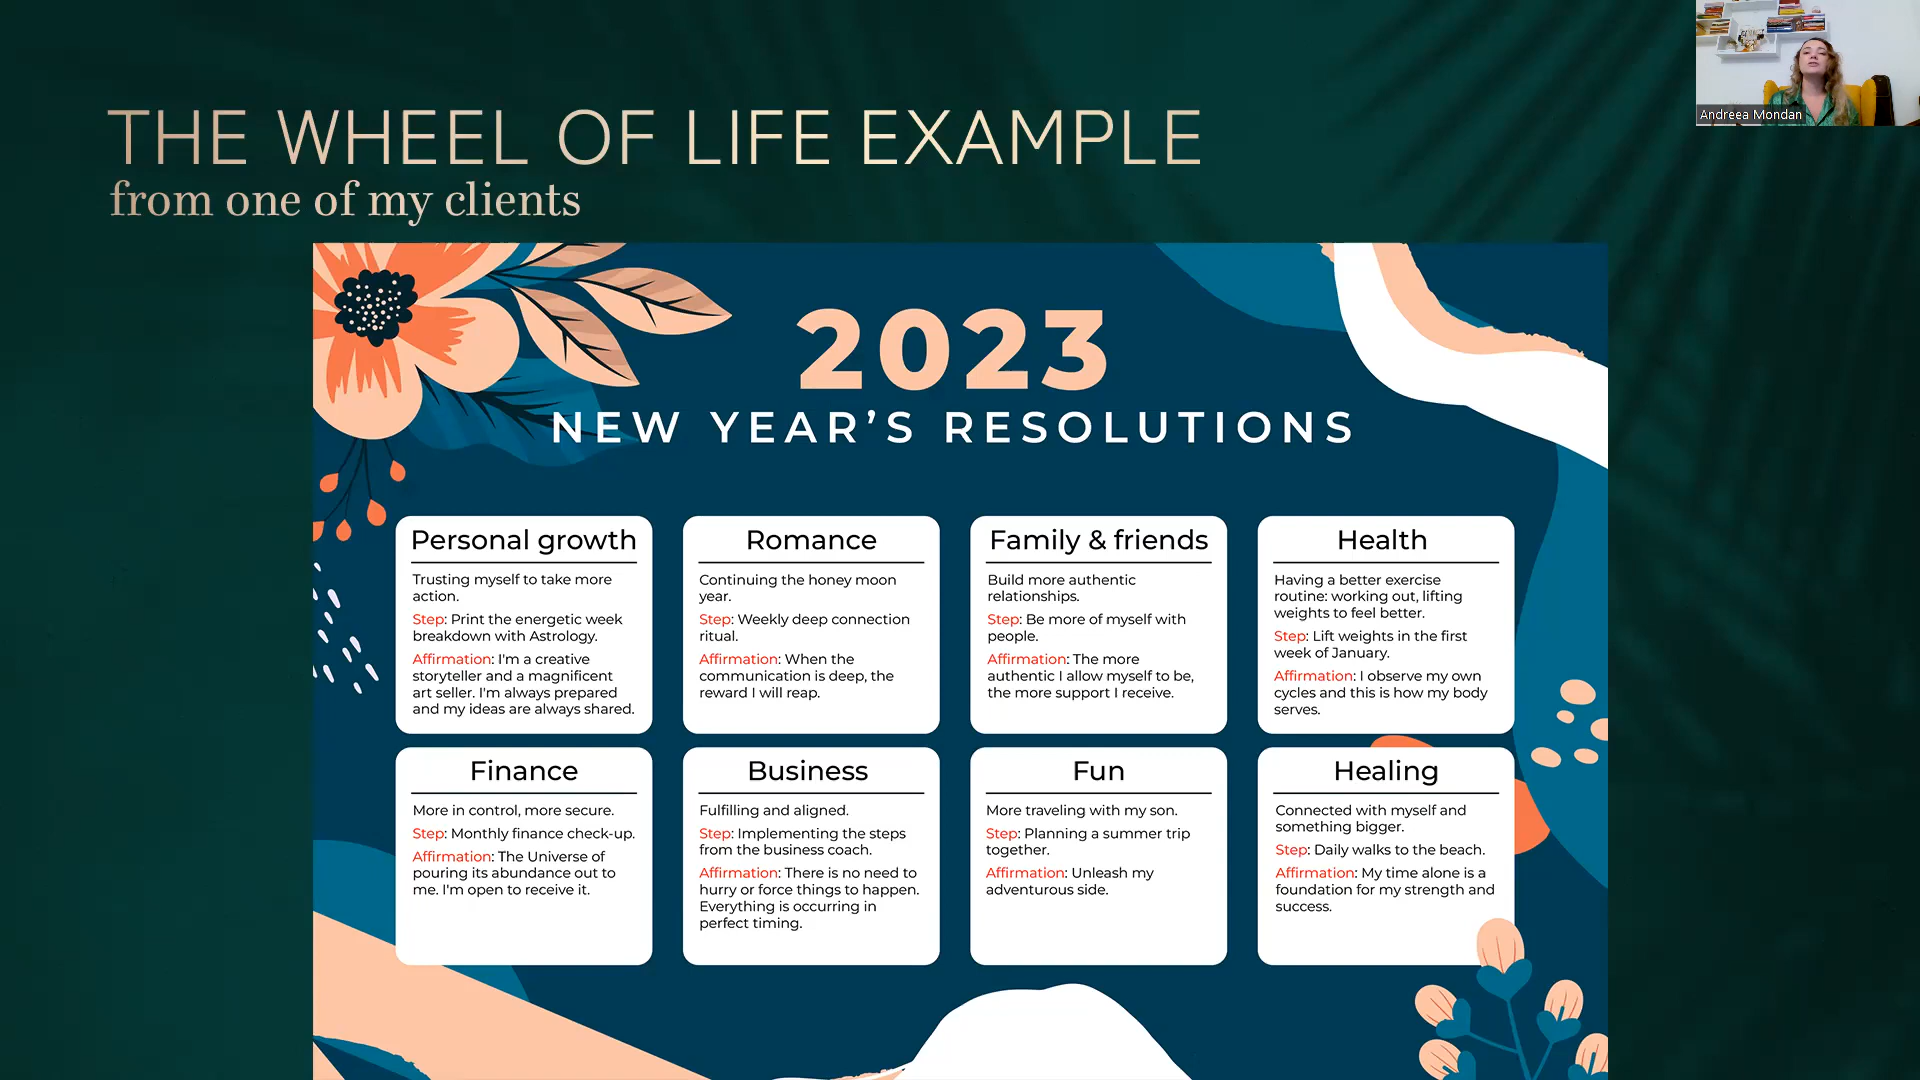 THE WHEEL OF LIFE EXAMPLE
from one of my clients
Andreea Mondan
2023
NEW YEAR'S RESOLUTIONS
Personal growth
Trusting myself to take more
action.
Step: Print the energetic week
breakdown with Astrology.
Affirmation: I'm a creative
storyteller and a magnificent
art seller. I'm always prepared
and my ideas are always shared.
Romance
Continuing the honey moon
year.
Step: Weekly deep connection
ritual.
Affirmation: When the
communication is deep, the
reward I will reap.
Family & friends
Build more authentic
relationships.
Step: Be more of myself with
people.
Affirmation: The more
authentic I allow myself to be,
the more support I receive.
Health
Having a better exercise
routine: working out, lifting
weights to feel better.
Step: Lift weights in the first
week of January.
Affirmation: I observe my own
cycles and this is how my body
serves.
Finance
More in control, more secure.
Step: Monthly finance check-up.
Affirmation: The Universe of
pouring its abundance out to
me. I'm open to receive it.
Business
Fulfilling and aligned.
Step: Implementing the steps
from the business coach.
Affirmation: There is no need to
hurry or force things to happen.
Everything is occurring in
perfect timing.
Fun
More traveling with my son.
Step: Planning a summer trip
together.
Affirmation: Unleash my
adventurous side.
Healing
Connected with myself and
something bigger.
Step: Daily walks to the beach.
Affirmation: My time alone is a
foundation for my strength and
success.